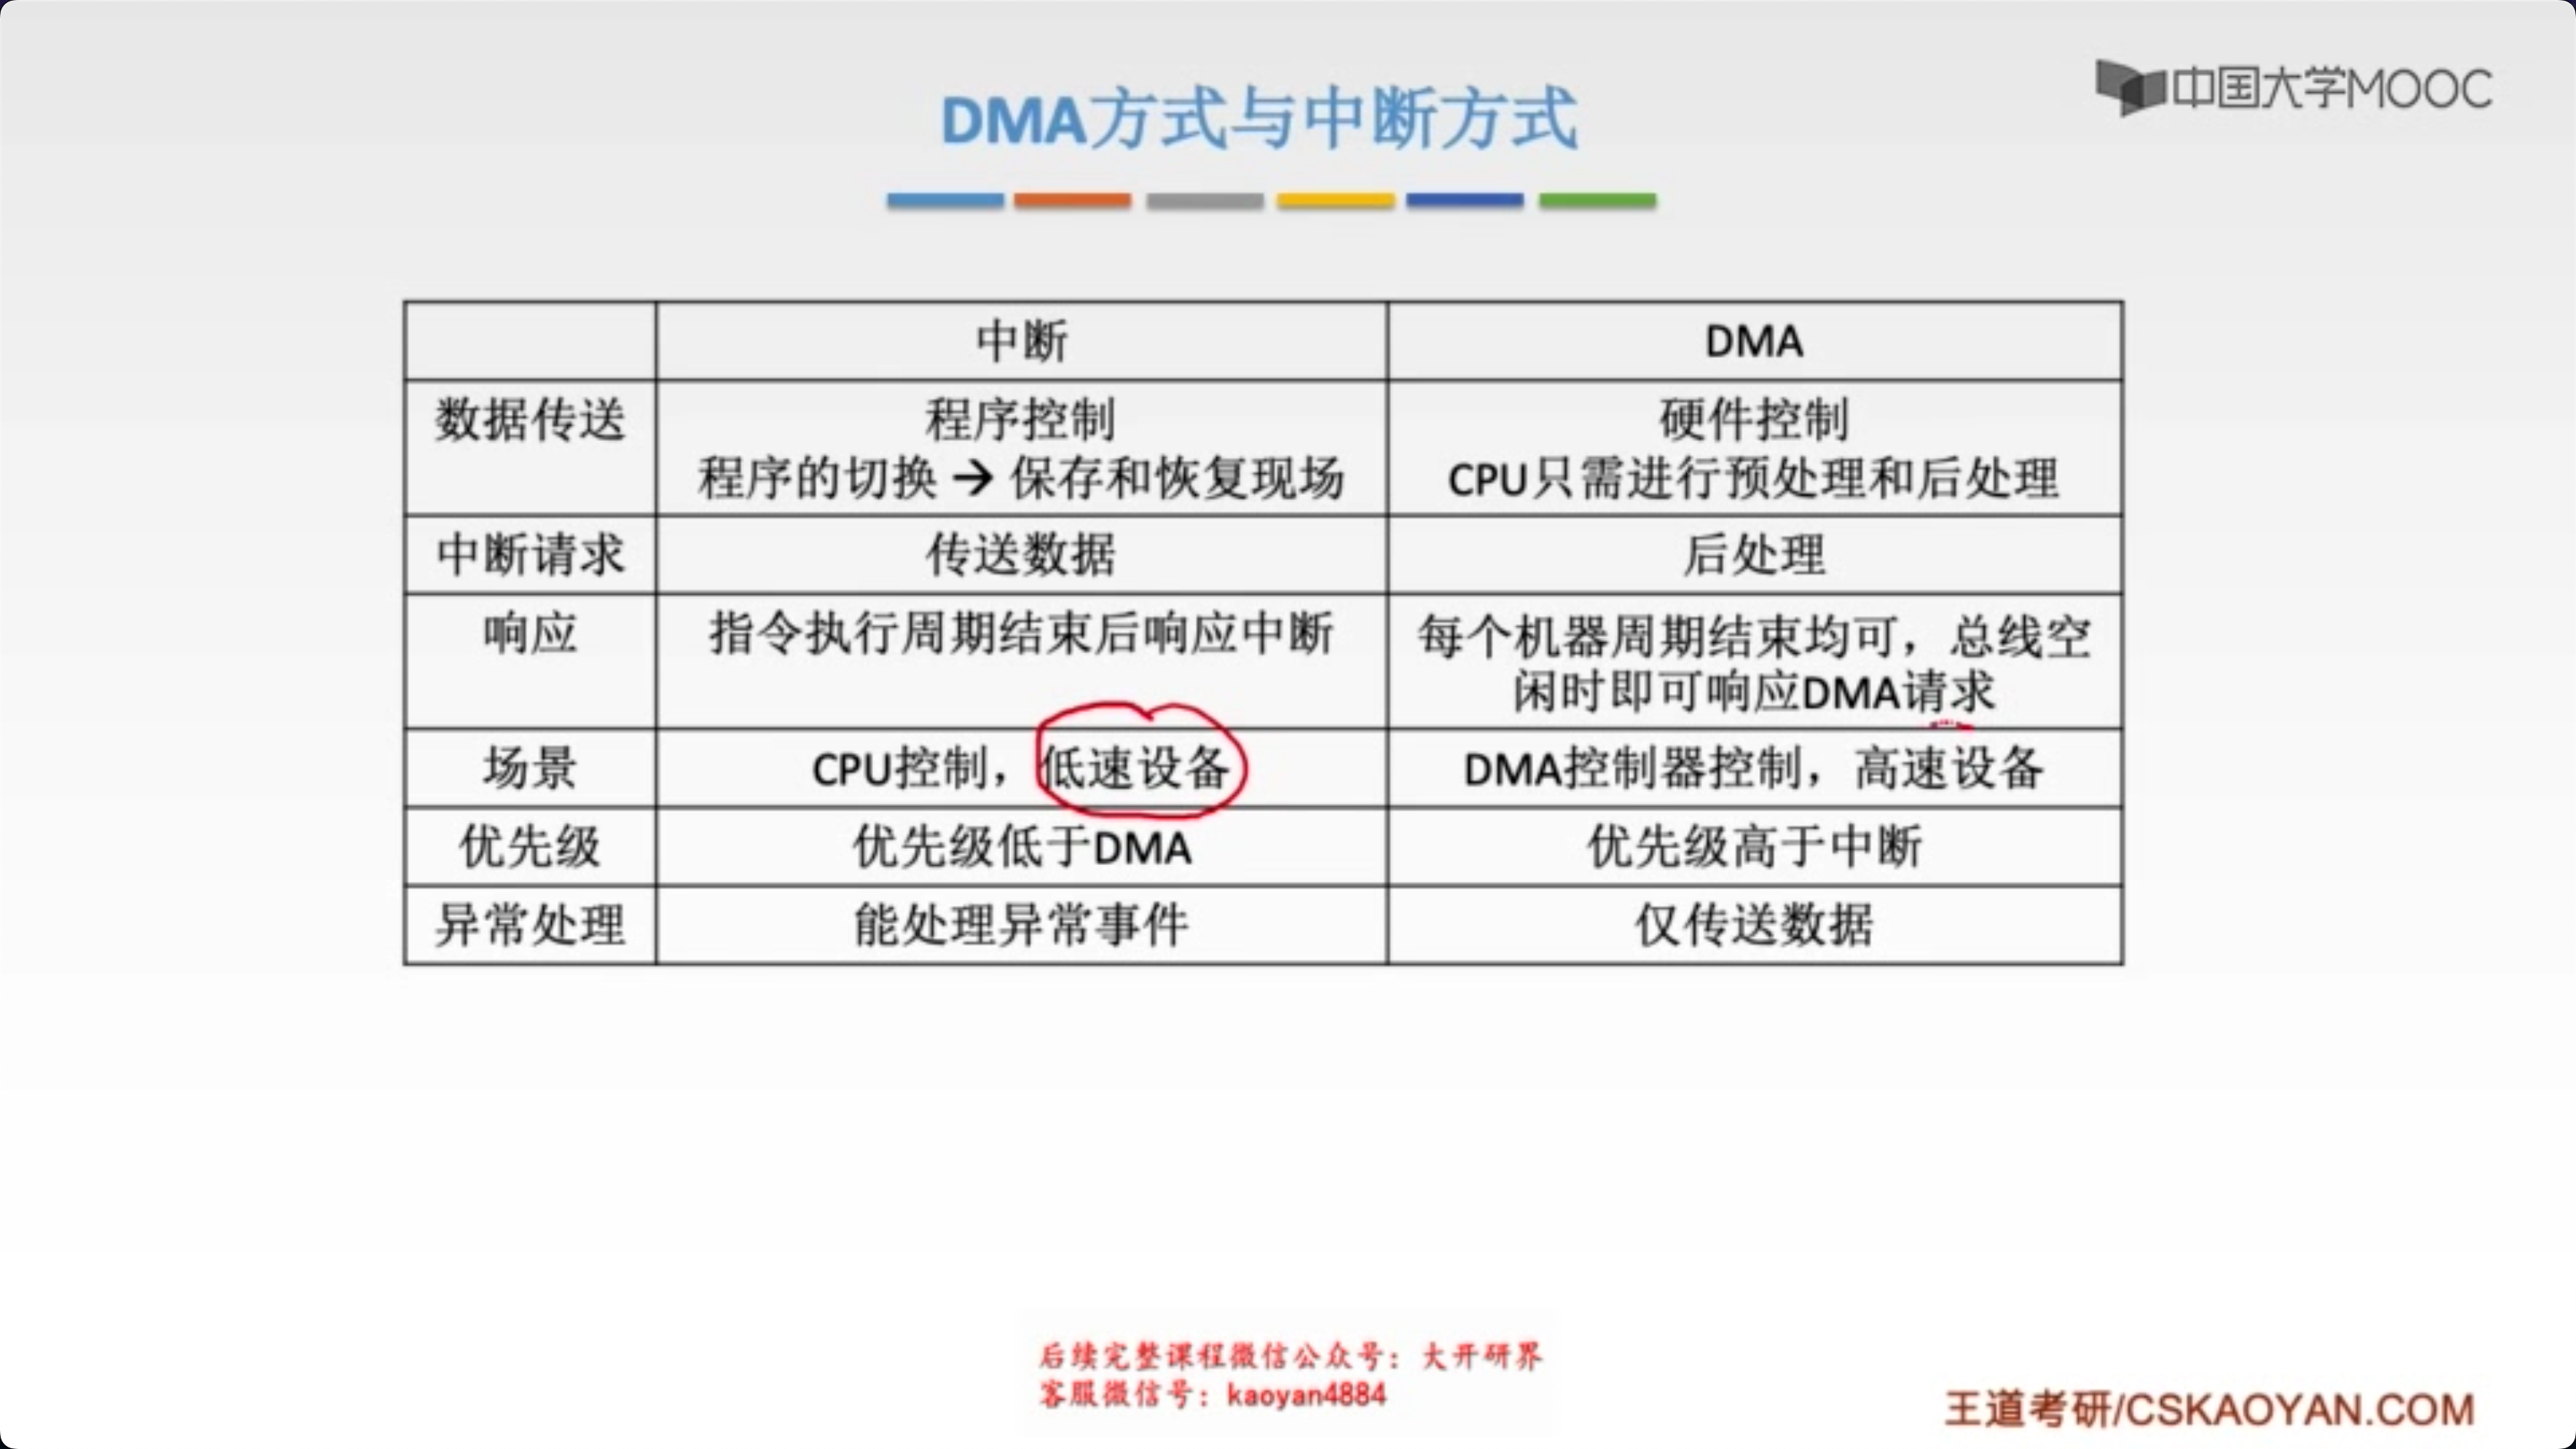 中国大学MOOC
DMA方式与中断方式
中断 DMA
数据传送 程序控制 硬件控制
程序的切换 → 保存和恢复现场 CPU只需进行预处理和后处理
中断请求 传送数据 后处理
响应 指令执行周期结束后响应中断 每个机器周期结束均可，总线空
闲时即可响应DMA请求
场景 CPU控制，低速设备 DMA控制器控制，高速设备
优先级 优先级低于DMA 优先级高于中断
异常处理 能处理异常事件 仅传送数据
后续完整课程微信公众号：大开研界
客服微信号：kaoyan4884
王道考研/CSKAOYAN.COM